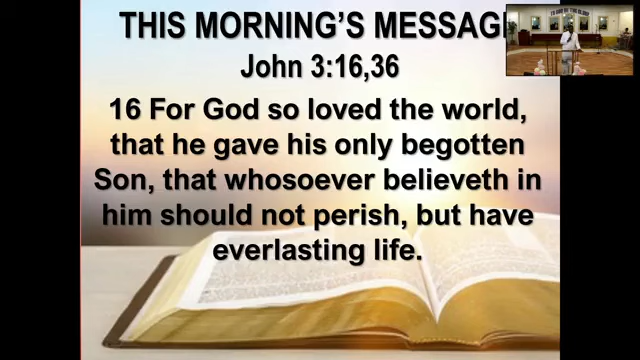 THIS MORNING'S MESSAG
John 3:16,36
16 For God so loved the world,
that he gave his only begotten
Son, that whosoever believeth in
him should not perish, but have
everlasting life.